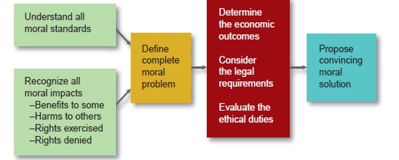 Understand all
moral standards
Recognize all
moral impacts
–Benefits to some
–Harms to others
–Rights exercised
–Rights denied
Define
complete
moral
problem
Determine
the economic
outcomes
Consider
the legal
requirements
Evaluate the
ethical duties
Propose
convincing
moral
solution